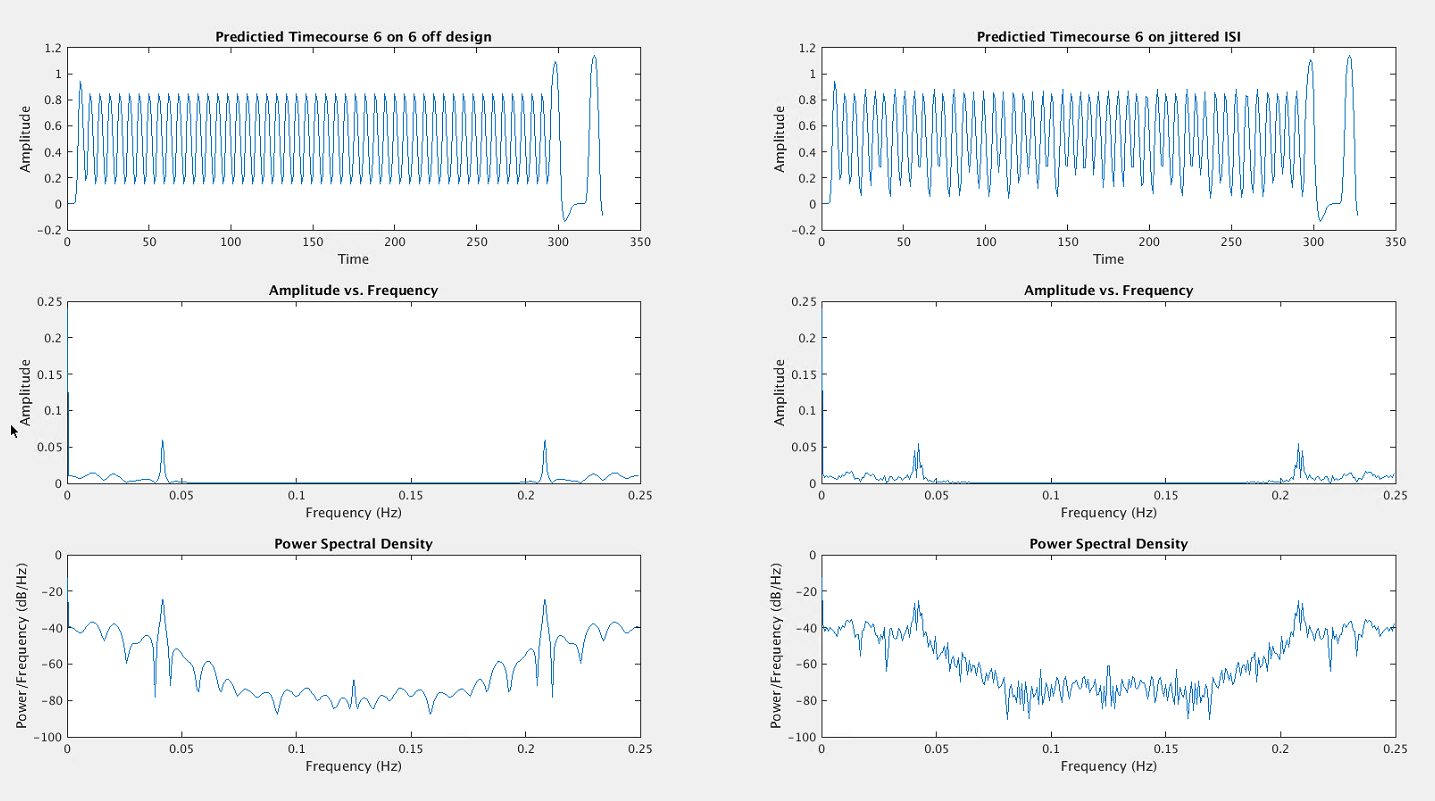 Predictied Timecourse 6 on 6 off design
1.2
1
0.8
0.6
0.4
0.2
0
-0.2
Amplitude
0 50 100 150 200 250 300 350
Time
Amplitude vs. Frequency
0.25
0.2
0.15
0.1
0.05
0
Amplitude
0 0.05 0.1 0.15 0.2 0.25
Frequency (Hz)
Power Spectral Density
0
-20
-40
-60
-80
-100
Power/Frequency (dB/Hz)
0 0.05 0.1 0.15 0.2 0.25
Frequency (Hz)
Predictied Timecourse 6 on jittered ISI
1.2
1
0.8
0.6
0.4
0.2
0
-0.2
Amplitude
0 50 100 150 200 250 300 350
Time
Amplitude vs. Frequency
0.25
0.2
0.15
0.1
0.05
0
Amplitude
0 0.05 0.1 0.15 0.2 0.25
Frequency (Hz)
Power Spectral Density
0
-20
-40
-60
-80
-100
Power/Frequency (dB/Hz)
0 0.05 0.1 0.15 0.2 0.25
Frequency (Hz)